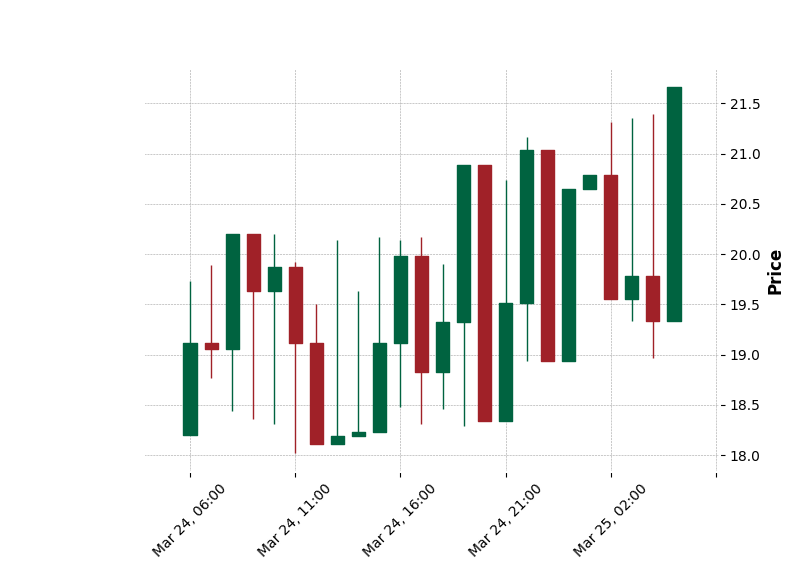 21.5
21.0
20.5
20.0
19.5
19.0
18.5
18.0
Price
Mar 24, 06:00
Mar 24, 11:00
Mar 24, 16:00
Mar 24, 21:00
Mar 25, 02:00